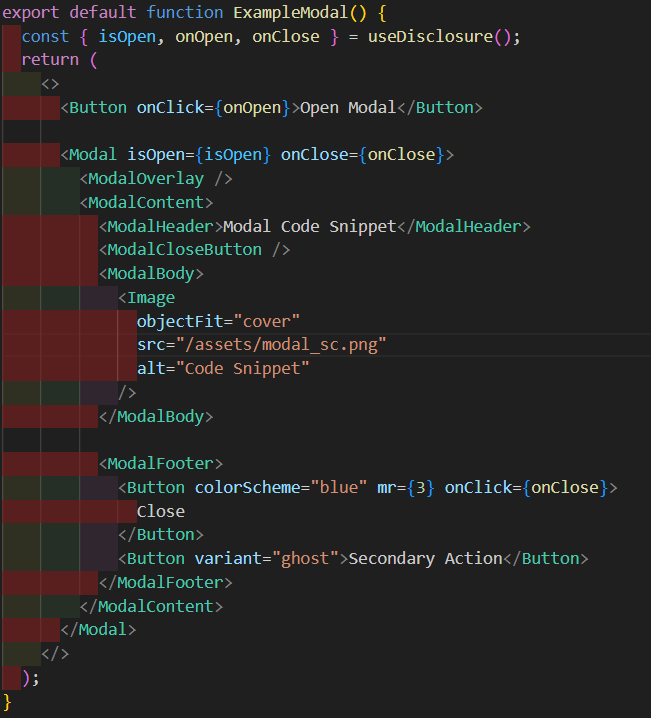 export default function ExampleModal() {
  const { isOpen, onOpen, onClose } = useDisclosure();
  return (
    <>
      <Button onClick={onOpen}>Open Modal</Button>

      <Modal isOpen={isOpen} onClose={onClose}>
        <ModalOverlay />
        <ModalContent>
          <ModalHeader>Modal Code Snippet</ModalHeader>
          <ModalCloseButton />
          <ModalBody>
            <Image
              objectFit="cover"
              src="/assets/modal_sc.png"
              alt="Code Snippet"
            />
          </ModalBody>

          <ModalFooter>
            <Button colorScheme="blue" mr={3} onClick={onClose}>
              Close
            </Button>
            <Button variant="ghost">Secondary Action</Button>
          </ModalFooter>
        </ModalContent>
      </Modal>
    </>
  );
}